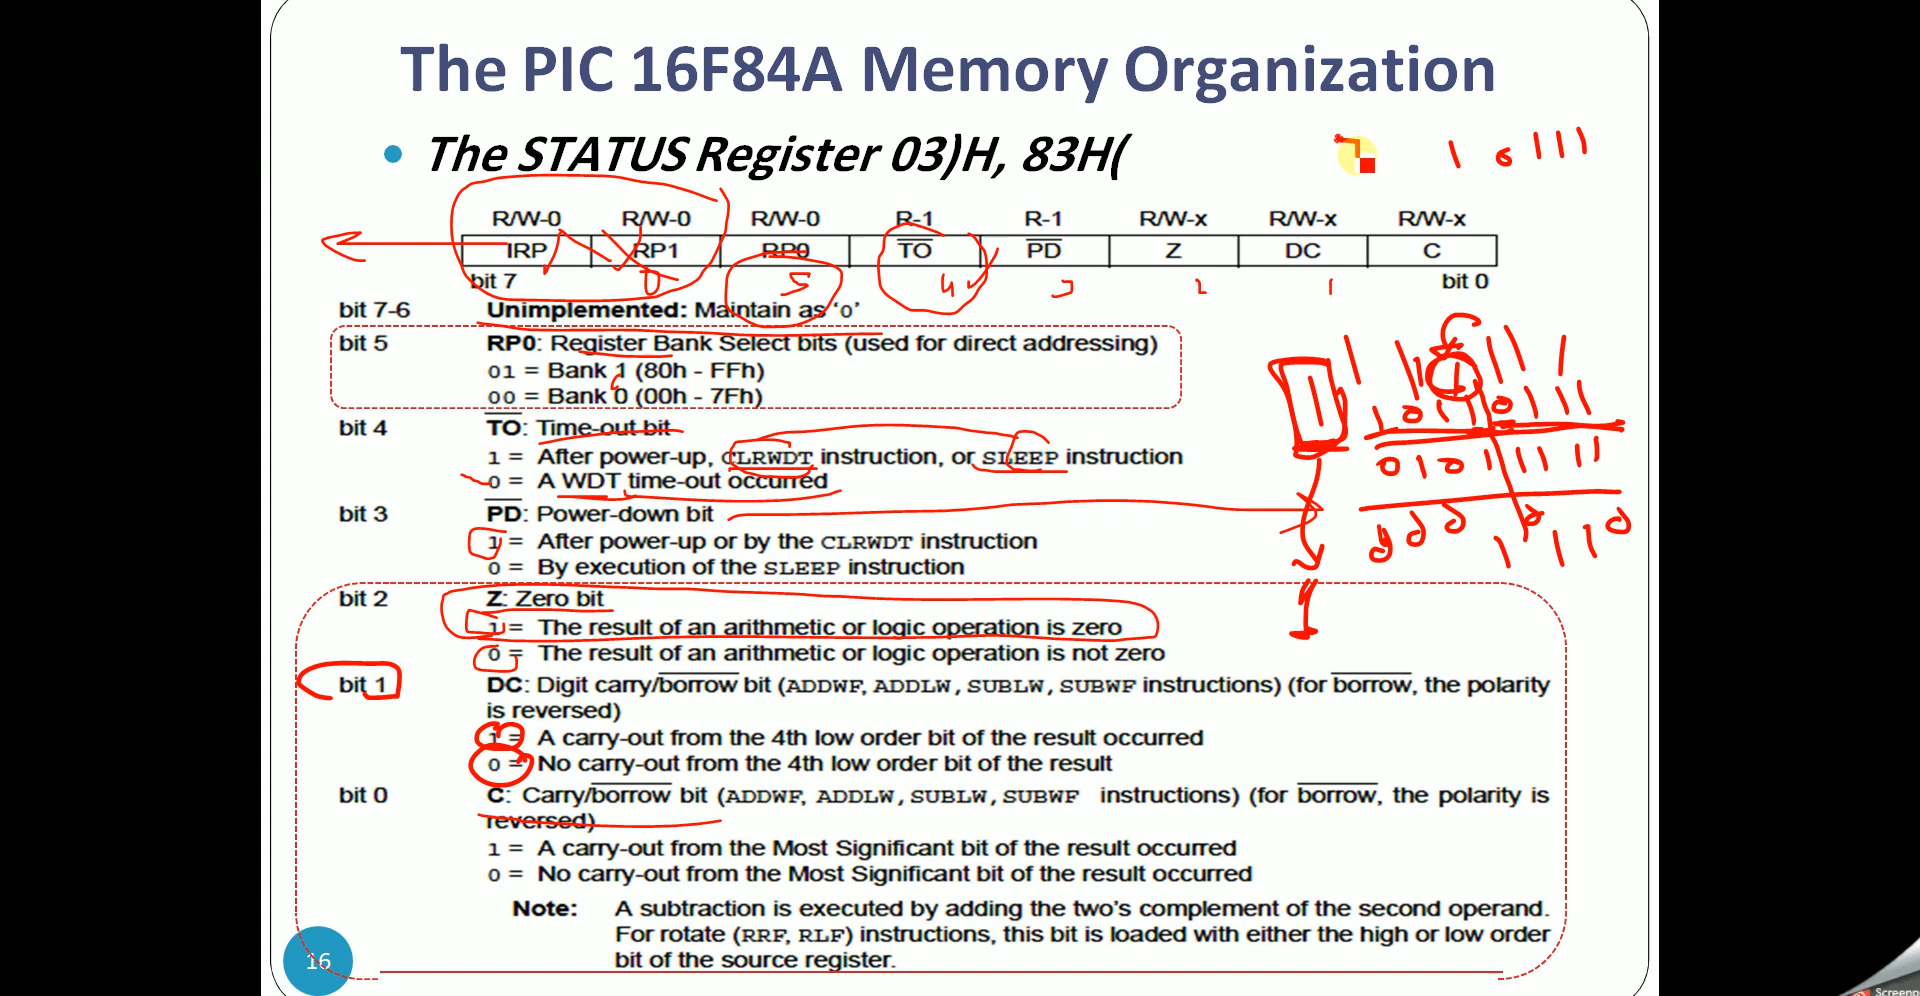 The PIC 16F84A Memory Organization
• The STATUS Register 03)H, 83H(
1 0 1 1 1
R/W-0 R/W-0 R/W-0 R-1 R-1 R/W-x R/W-x R/W-x
IRP RP1 RP0 TO PD Z DC C
bit 7 0 5 4 3 2 1 bit 0
bit 7-6 Unimplemented: Maintain as ‘0’
bit 5 RP0: Register Bank Select bits (used for direct addressing)
01 = Bank 1 (80h - FFh)
00 = Bank 0 (00h - 7Fh)
bit 4 TO: Time-out bit
1 = After power-up, CLRWDT instruction, or SLEEP instruction
0 = A WDT time-out occurred
bit 3 PD: Power-down bit
1 = After power-up or by the CLRWDT instruction
0 = By execution of the SLEEP instruction
bit 2 Z: Zero bit
1 = The result of an arithmetic or logic operation is zero
0 = The result of an arithmetic or logic operation is not zero
bit 1 DC: Digit carry/borrow bit (ADDWF, ADDLW, SUBLW, SUBWF instructions) (for borrow, the polarity
is reversed)
1 = A carry-out from the 4th low order bit of the result occurred
0 = No carry-out from the 4th low order bit of the result
bit 0 C: Carry/borrow bit (ADDWF, ADDLW, SUBLW, SUBWF instructions) (for borrow, the polarity is
reversed)
1 = A carry-out from the Most Significant bit of the result occurred
0 = No carry-out from the Most Significant bit of the result occurred
Note: A subtraction is executed by adding the two’s complement of the second operand.
For rotate (RRF, RLF) instructions, this bit is loaded with either the high or low order
bit of the source register.
16